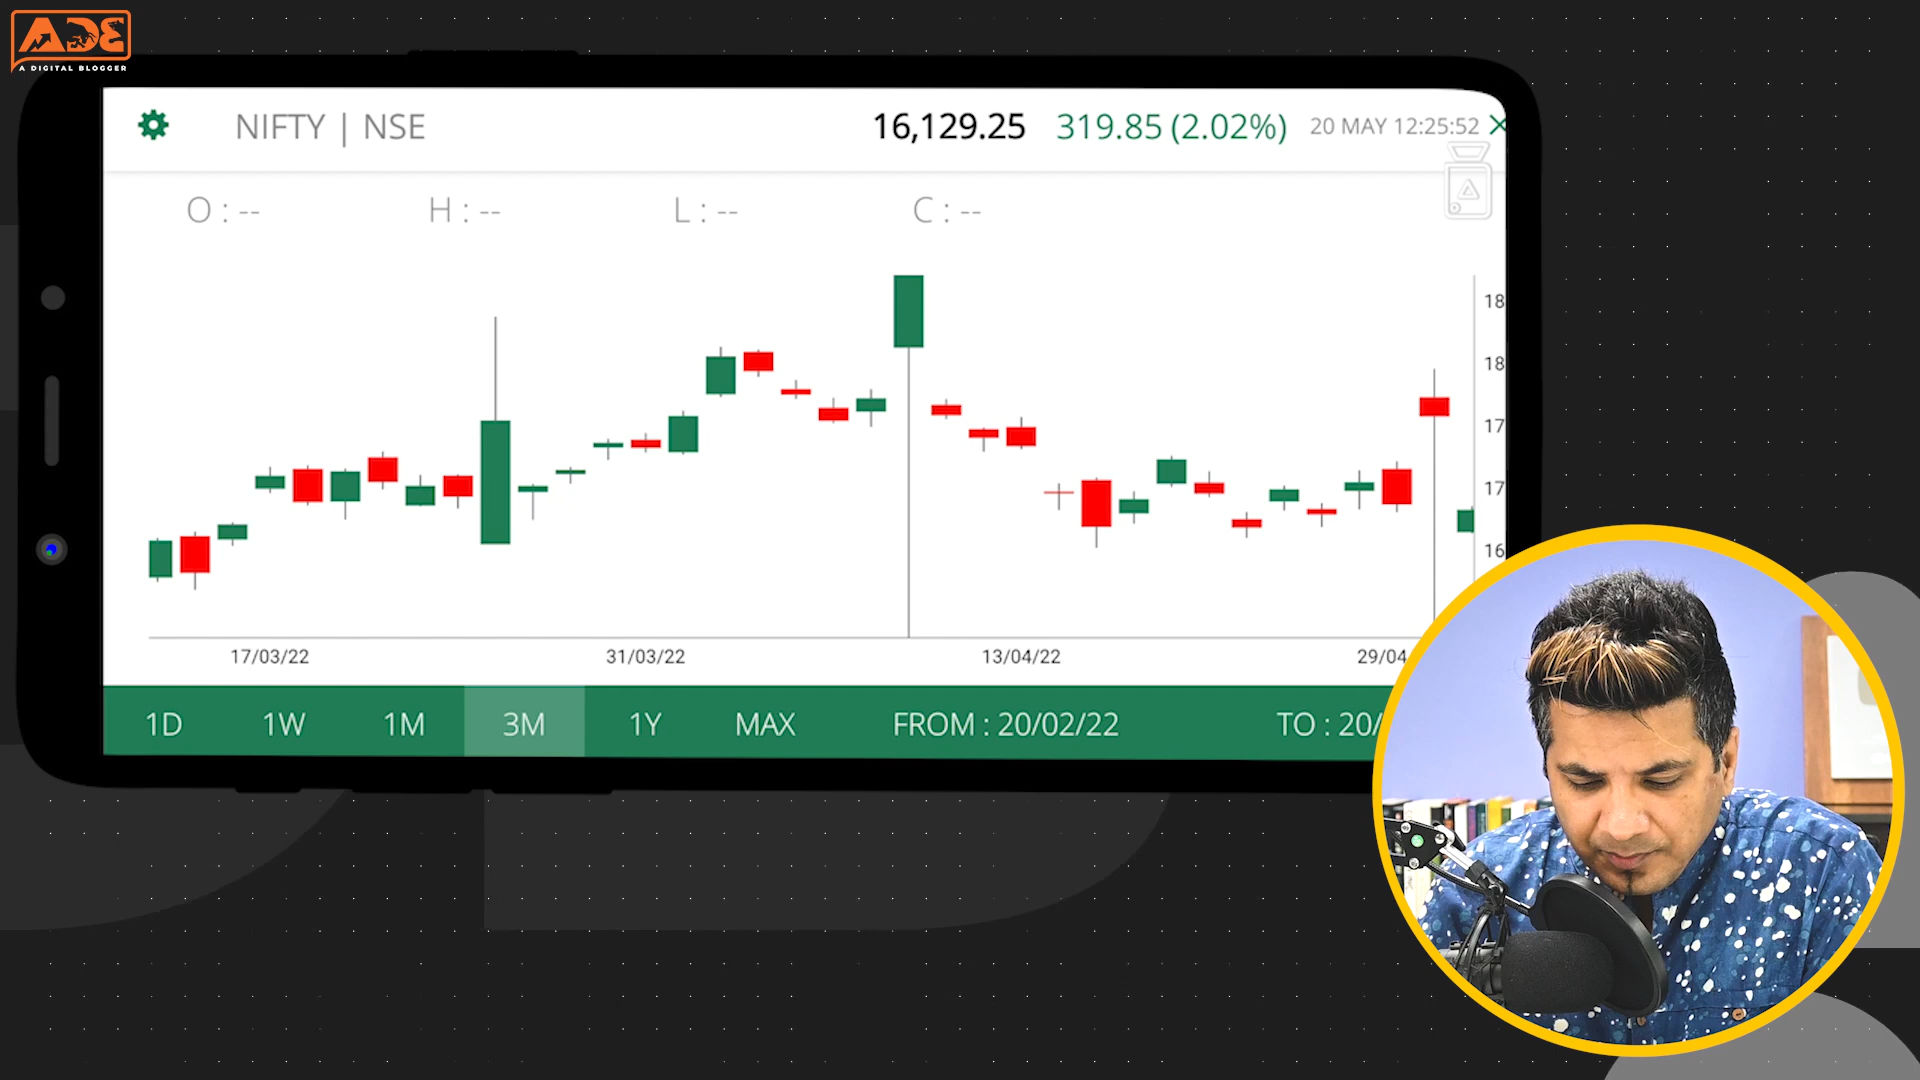 ADB
A DIGITAL BLOGGER
NIFTY | NSE
16,129.25 319.85 (2.02%) 20 MAY 12:25:52
O : -- H : -- L : -- C : --
18
18
17
17
16
17/03/22 31/03/22 13/04/22 29/04
1D 1W 1M 3M 1Y MAX FROM : 20/02/22 TO : 20/